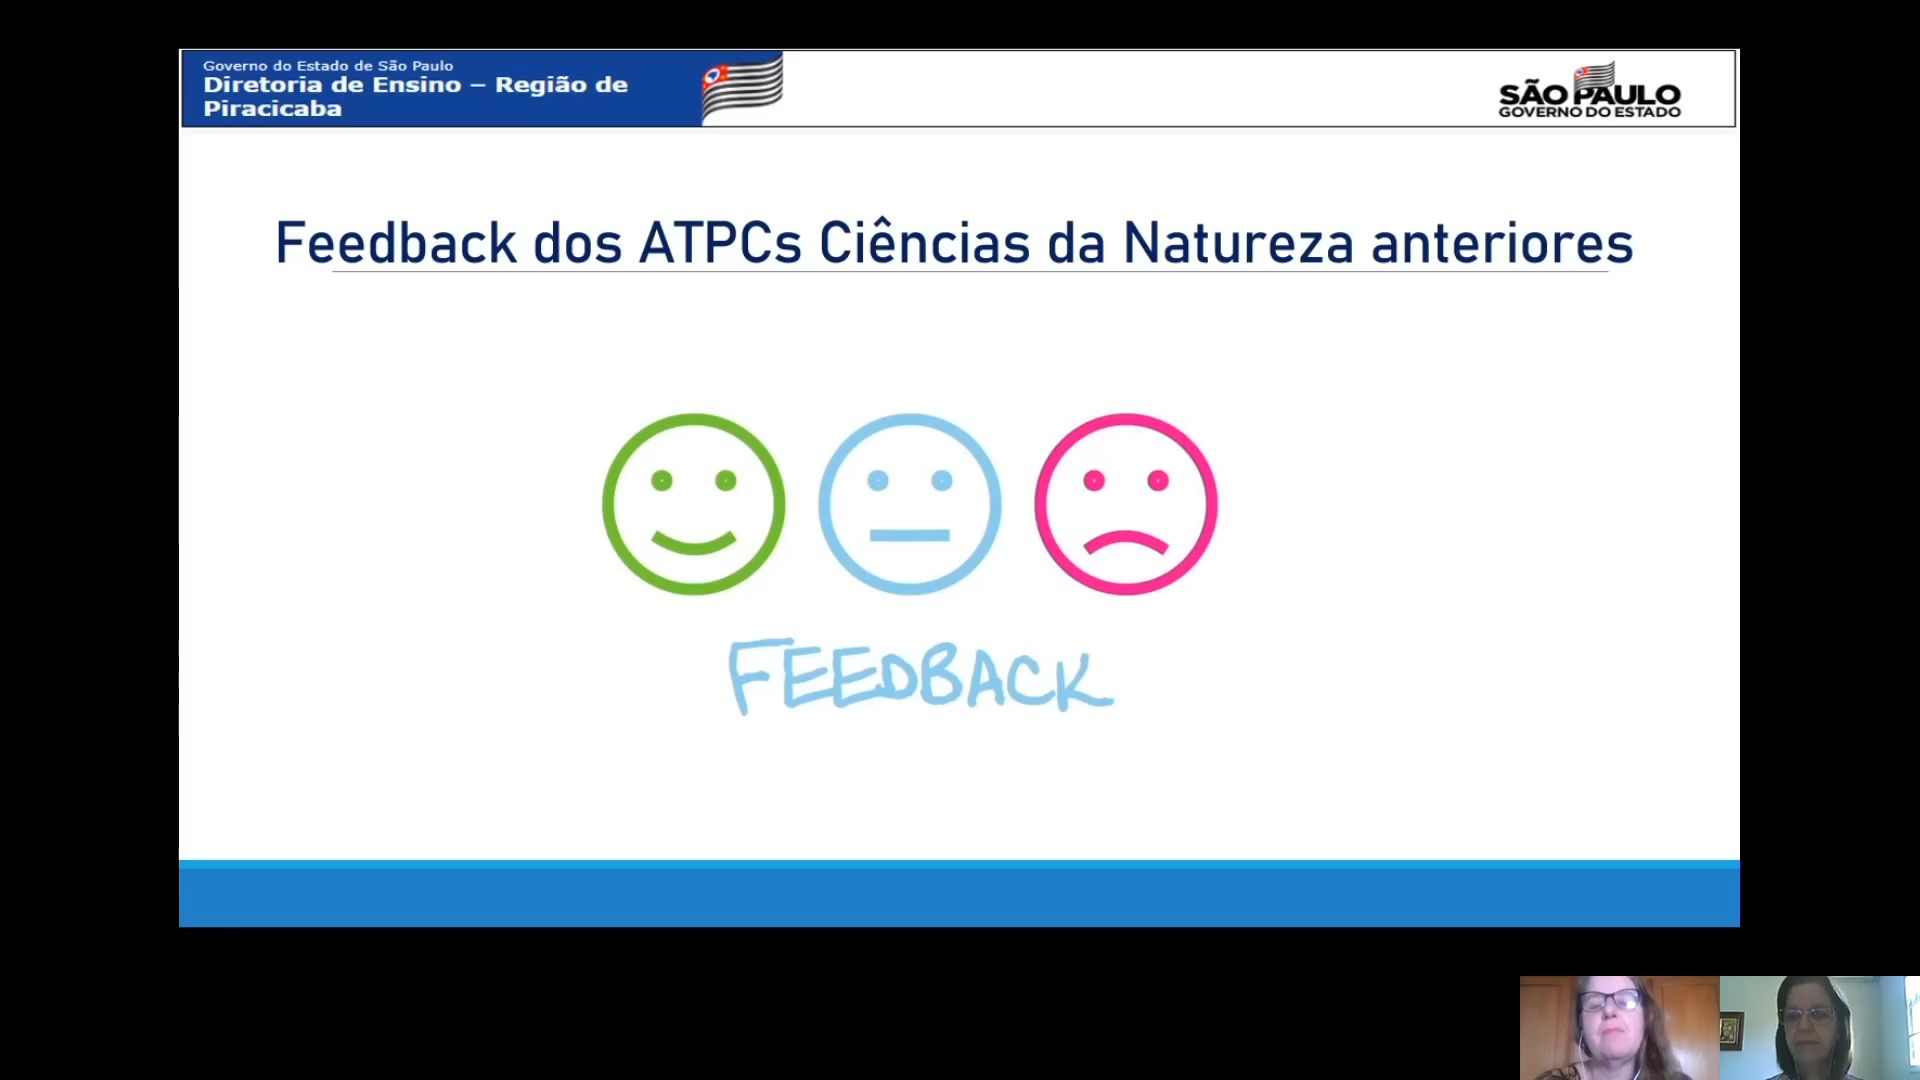 Governo do Estado de São Paulo
Diretoria de Ensino – Região de
Piracicaba
SÃO PAULO
GOVERNO DO ESTADO
Feedback dos ATPCs Ciências da Natureza anteriores
FEEDBACK